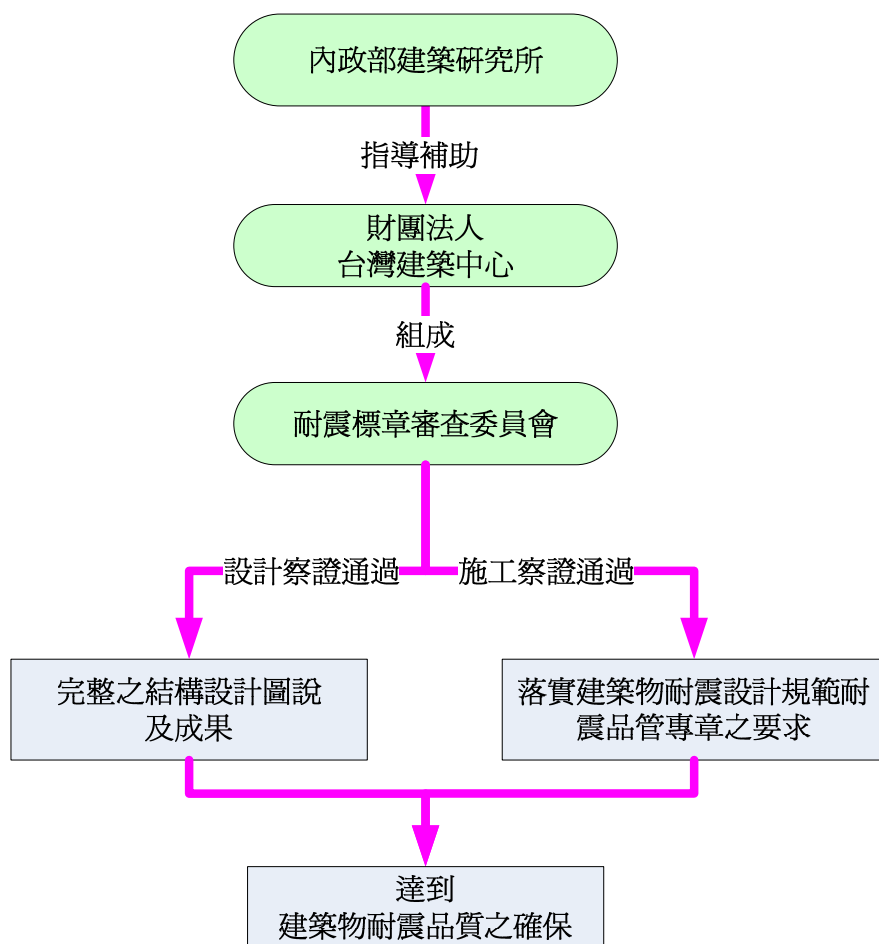 內政部建築研究所
指導補助
財團法人
台灣建築中心
組成
耐震標章審查委員會
設計察證通過
施工察證通過
完整之結構設計圖說
及成果
落實建築物耐震設計規範耐
震品管專章之要求
達到
建築物耐震品質之確保